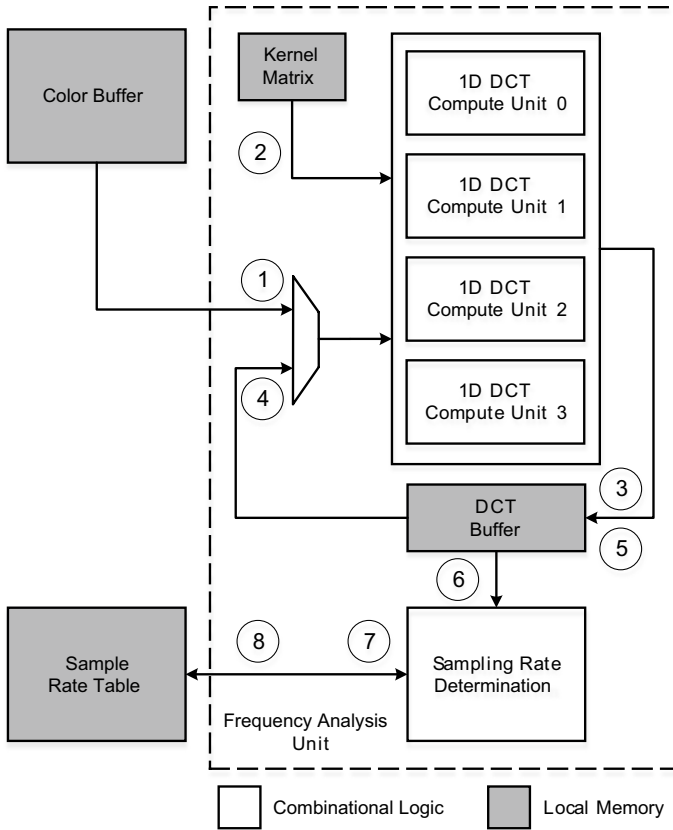 Color Buffer
Kernel
Matrix
1D DCT
Compute Unit 0
2
1D DCT
Compute Unit 1
1
1D DCT
Compute Unit 2
4
1D DCT
Compute Unit 3
3
DCT
Buffer
5
6
8
7
Sample
Rate Table
Sampling Rate
Determination
Frequency Analysis
Unit
Combinational Logic
Local Memory